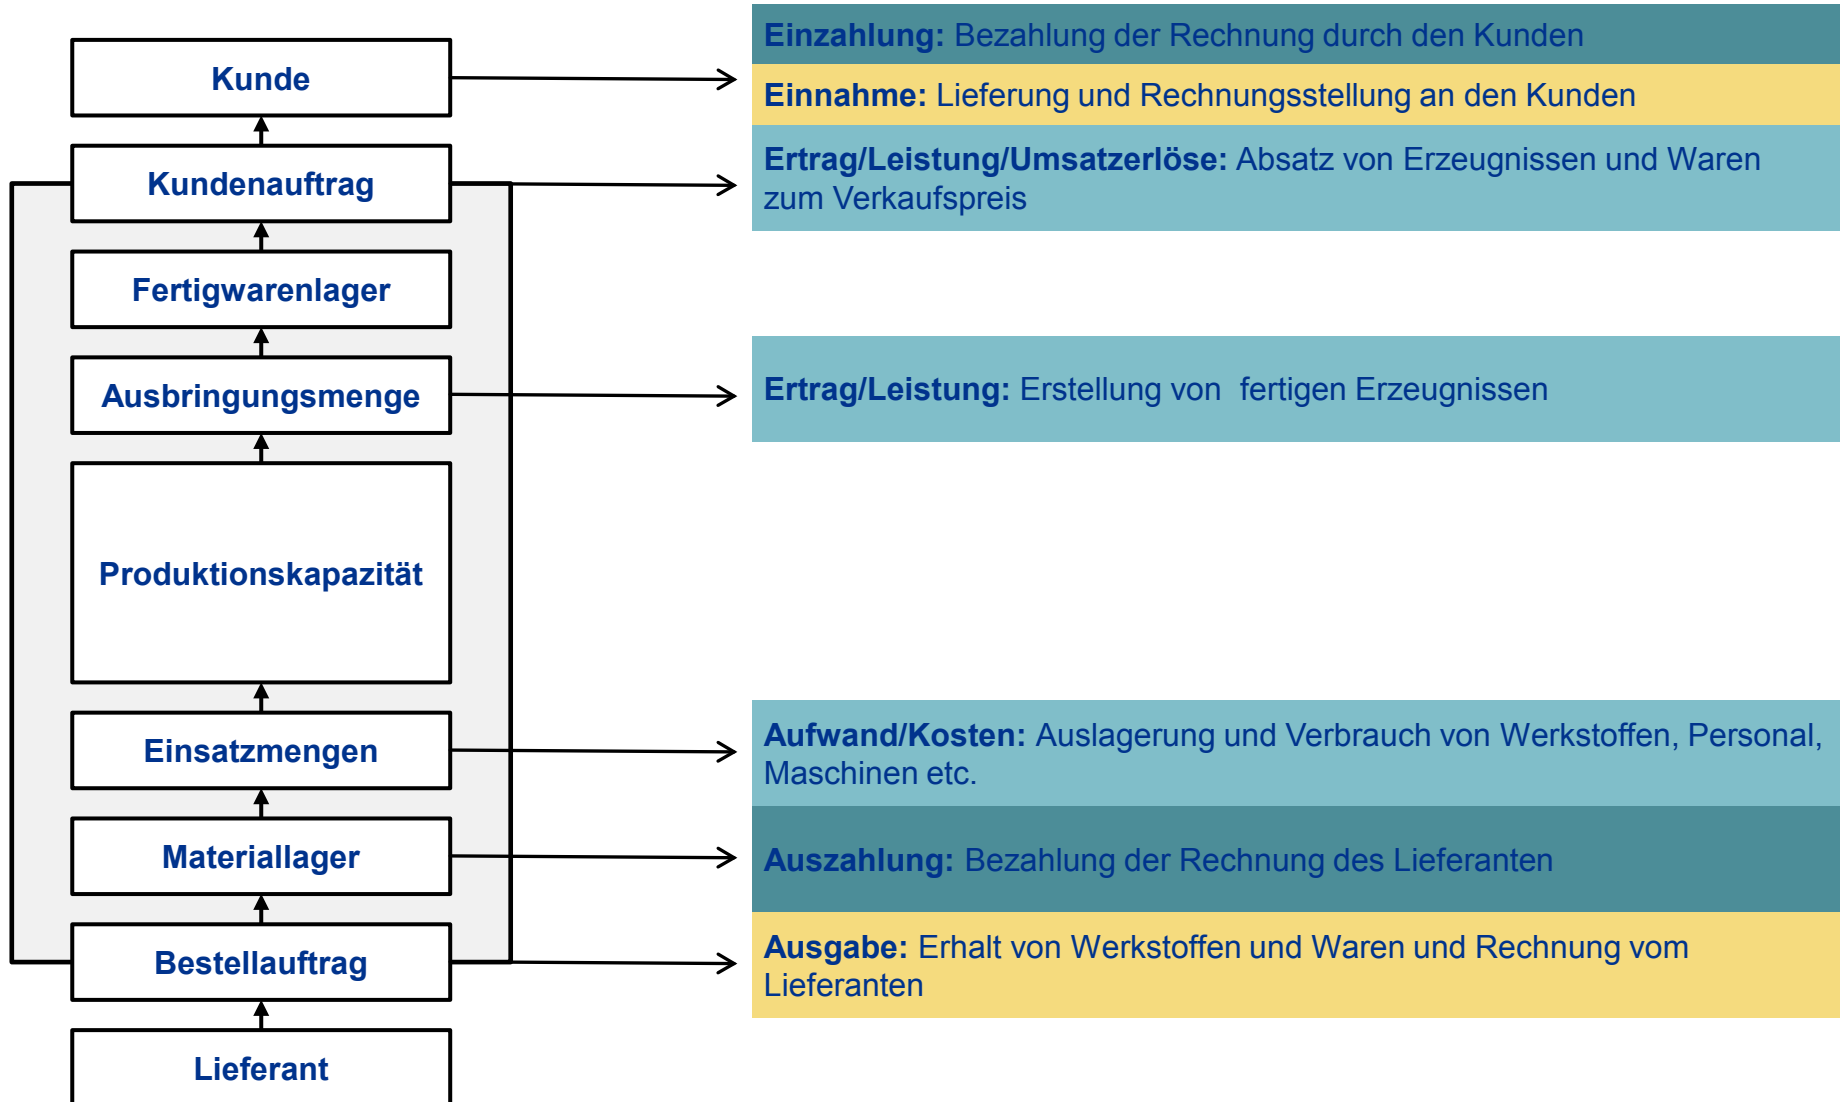 Kunde
Einzahlung: Bezahlung der Rechnung durch den Kunden
Einnahme: Lieferung und Rechnungsstellung an den Kunden
Kundenauftrag
Ertrag/Leistung/Umsatzerlöse: Absatz von Erzeugnissen und Waren
zum Verkaufspreis
Fertigwarenlager
Ausbringungsmenge
Ertrag/Leistung: Erstellung von  fertigen Erzeugnissen
Produktionskapazität
Einsatzmengen
Aufwand/Kosten: Auslagerung und Verbrauch von Werkstoffen, Personal,
Maschinen etc.
Materiallager
Auszahlung: Bezahlung der Rechnung des Lieferanten
Bestellauftrag
Ausgabe: Erhalt von Werkstoffen und Waren und Rechnung vom
Lieferanten
Lieferant